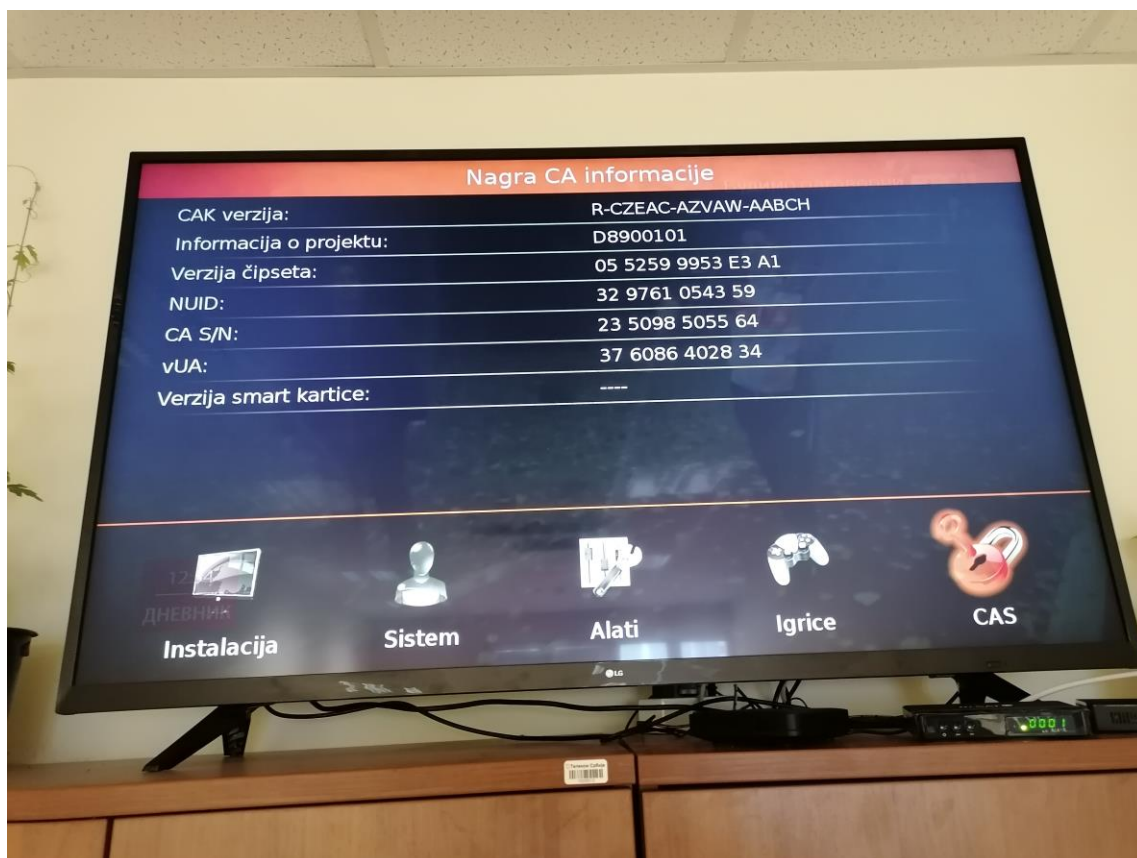 Nagra CA informacije
CAK verzija: R-CZEAC-AZVAW-AABCH
Informacija o projektu: D8900101
Verzija čipseta: 05 5259 9953 E3 A1
NUID: 32 9761 0543 59
CA S/N: 23 5098 5055 64
vUA: 37 6086 4028 34
Verzija smart kartice: ----
ДНЕВНИК
Instalacija Sistem Alati Igrice CAS
LG
0001